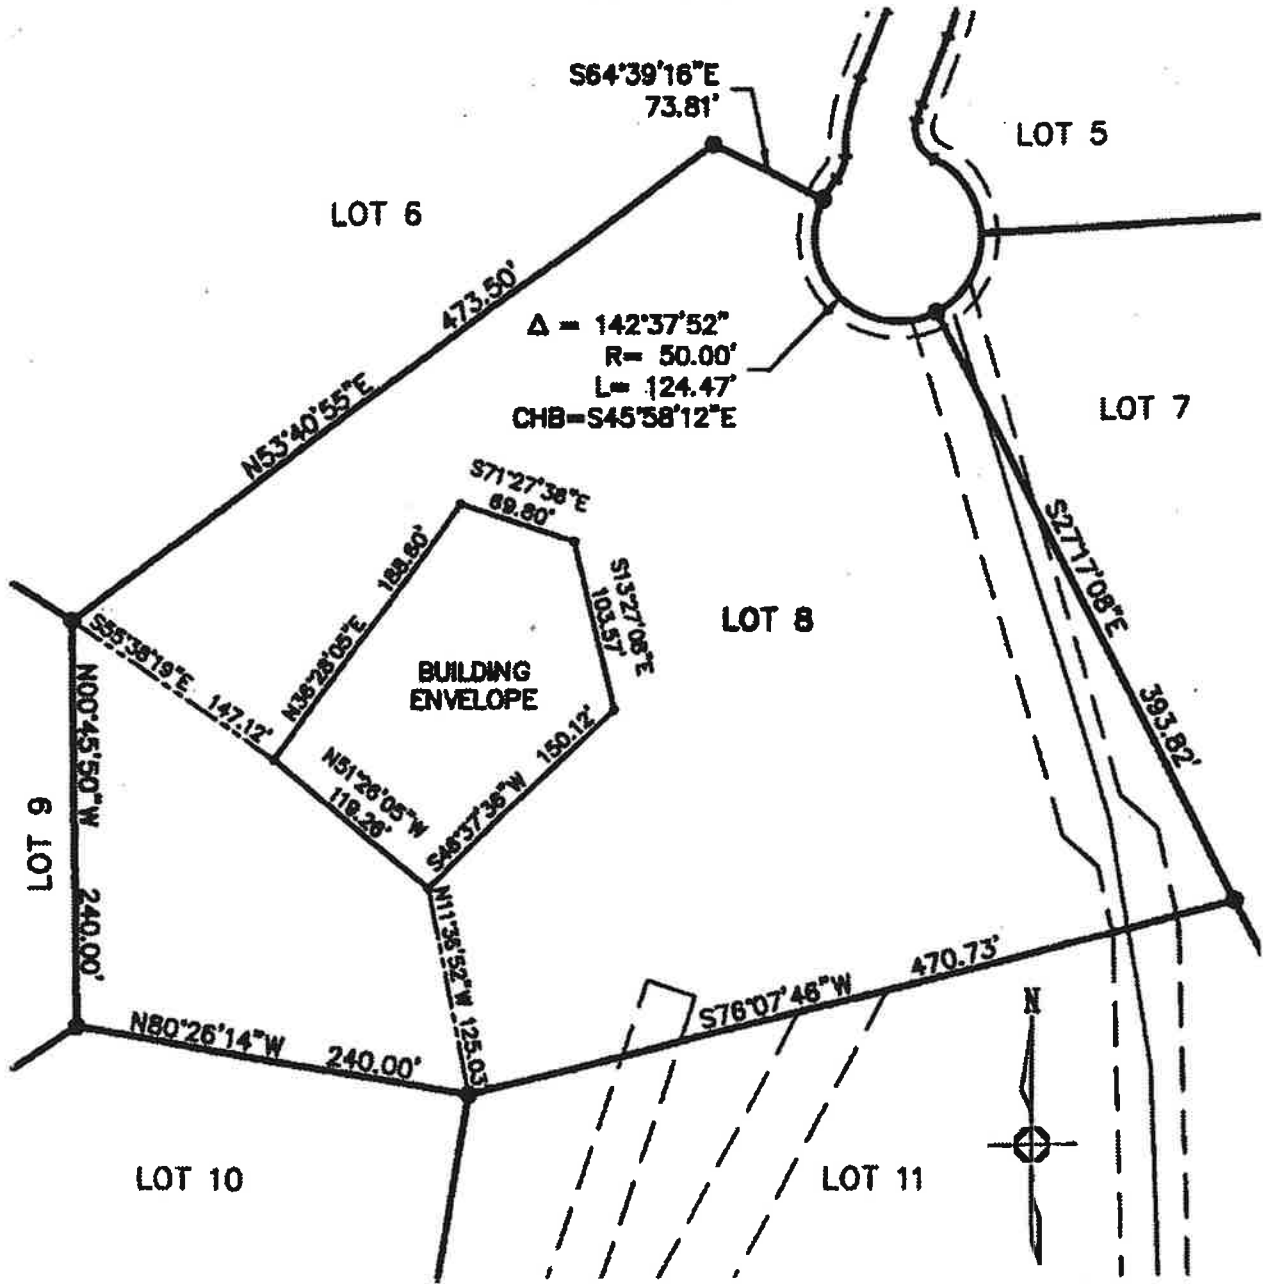 S64°39'16"E
73.81'
LOT 5
LOT 6
473.50'
N53°40'55"E
Δ = 142°37'52"
R= 50.00'
L= 124.47'
CHB=S45°58'12"E
LOT 7
S71°27'38"E
69.80'
188.60'
N36°28'05"E
S13°27'08"E
103.57'
S27°17'08"E
393.82'
LOT 8
BUILDING
ENVELOPE
S55°38'19"E 147.12'
N00°45'50"W 240.00'
LOT 9
N51°26'05"W
119.26'
S46°37'36"W 150.12'
N11°36'52"W 125.03'
S76°07'46"W 470.73'
N80°26'14"W 240.00'
N
LOT 10
LOT 11